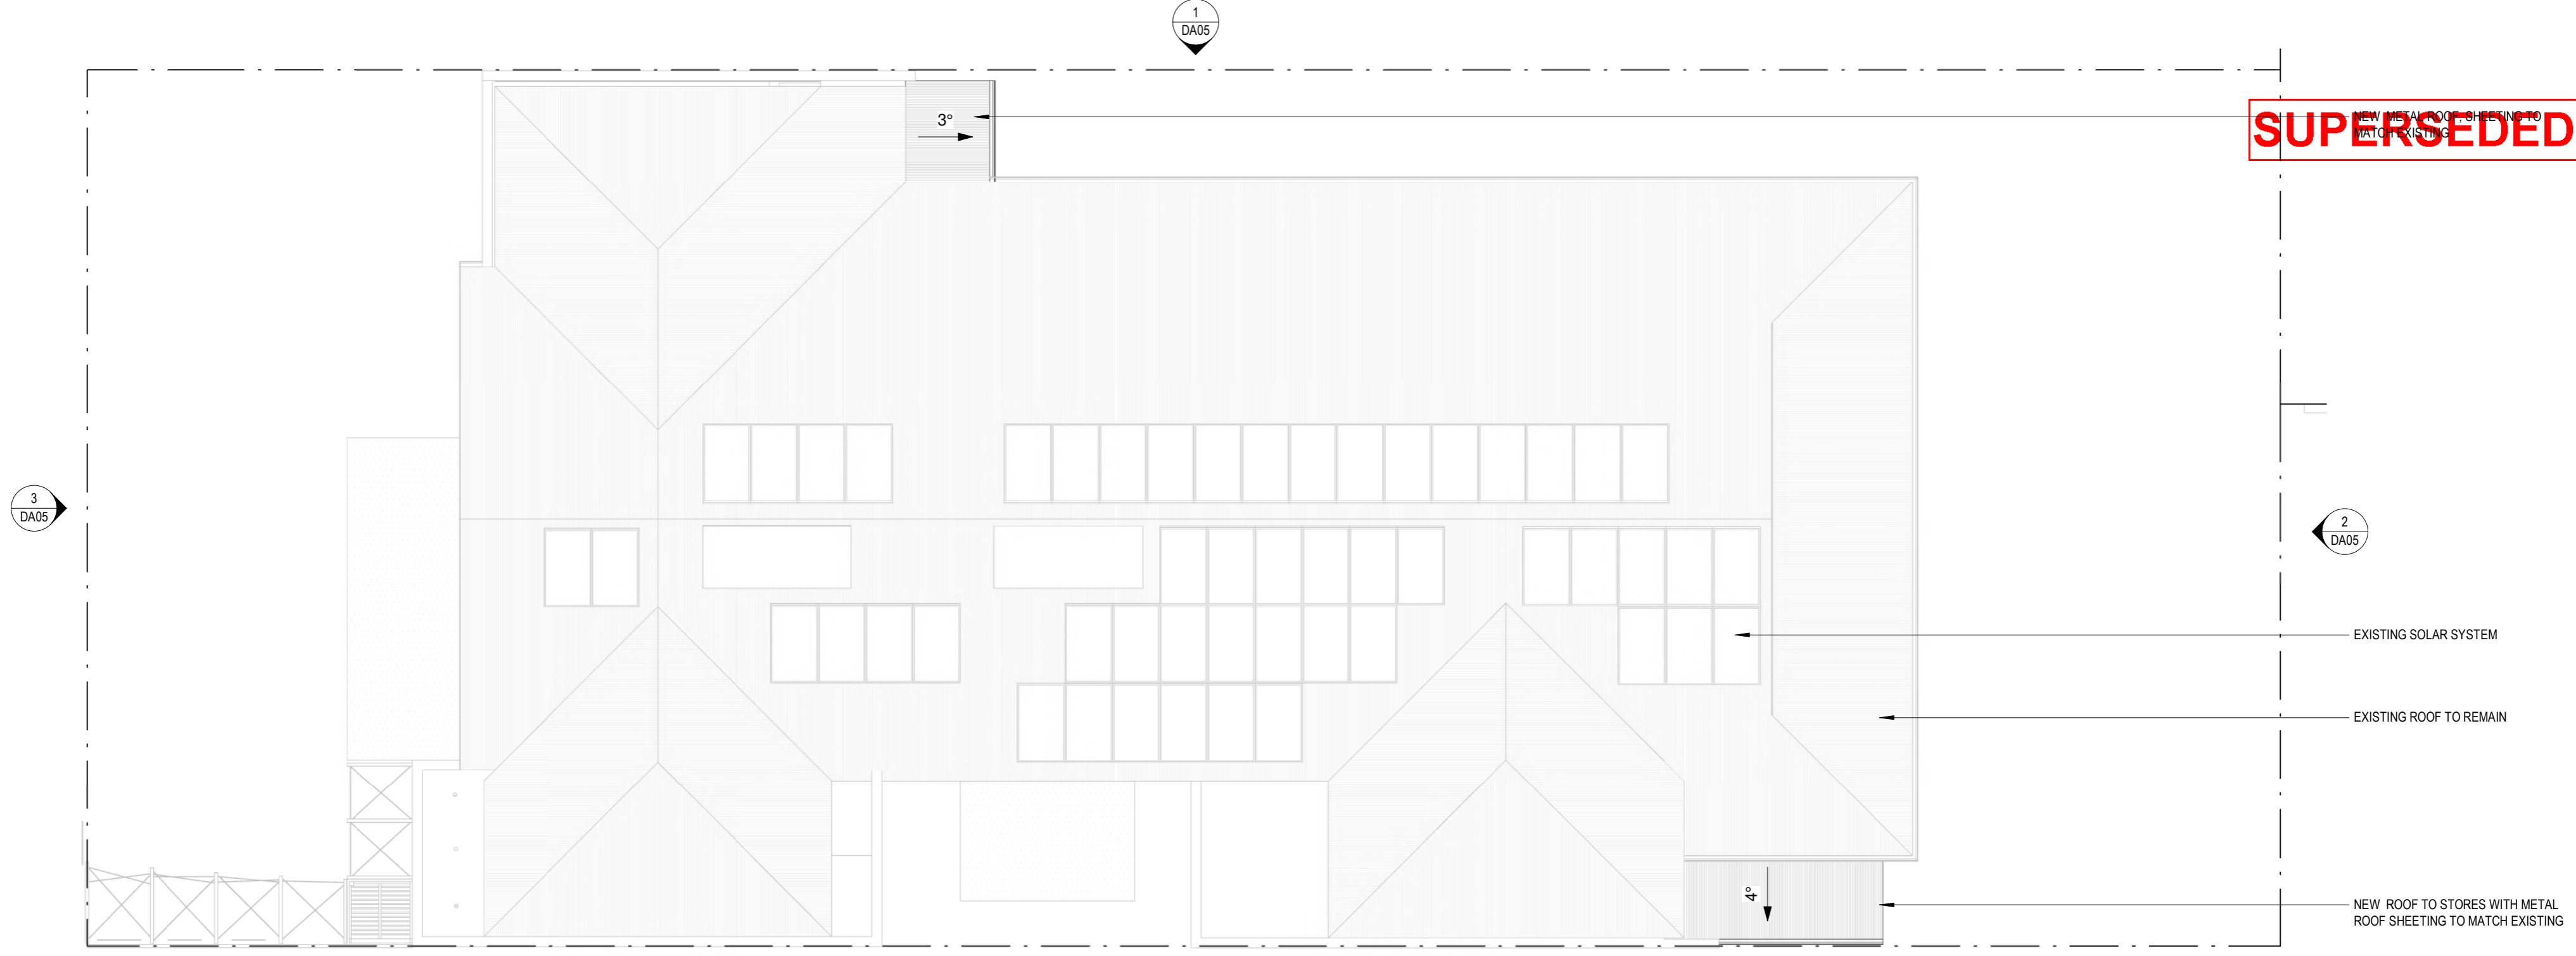 1
DA05
NEW METAL ROOF, SHEETING TO
MATCH EXISTING
SUPERSEDED
3°
3
DA05
2
DA05
EXISTING SOLAR SYSTEM
EXISTING ROOF TO REMAIN
4°
NEW ROOF TO STORES WITH METAL
ROOF SHEETING TO MATCH EXISTING